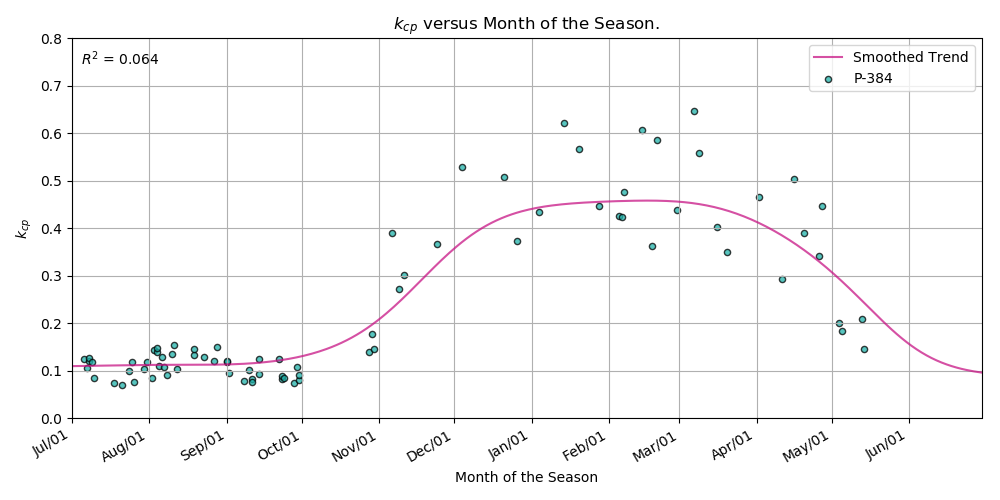 k_cp versus Month of the Season.
R² = 0.064
Smoothed Trend
P-384
0.8
0.7
0.6
0.5
0.4
0.3
0.2
0.1
0.0
k_cp
Jul/01
Aug/01
Sep/01
Oct/01
Nov/01
Dec/01
Jan/01
Feb/01
Mar/01
Apr/01
May/01
Jun/01
Month of the Season